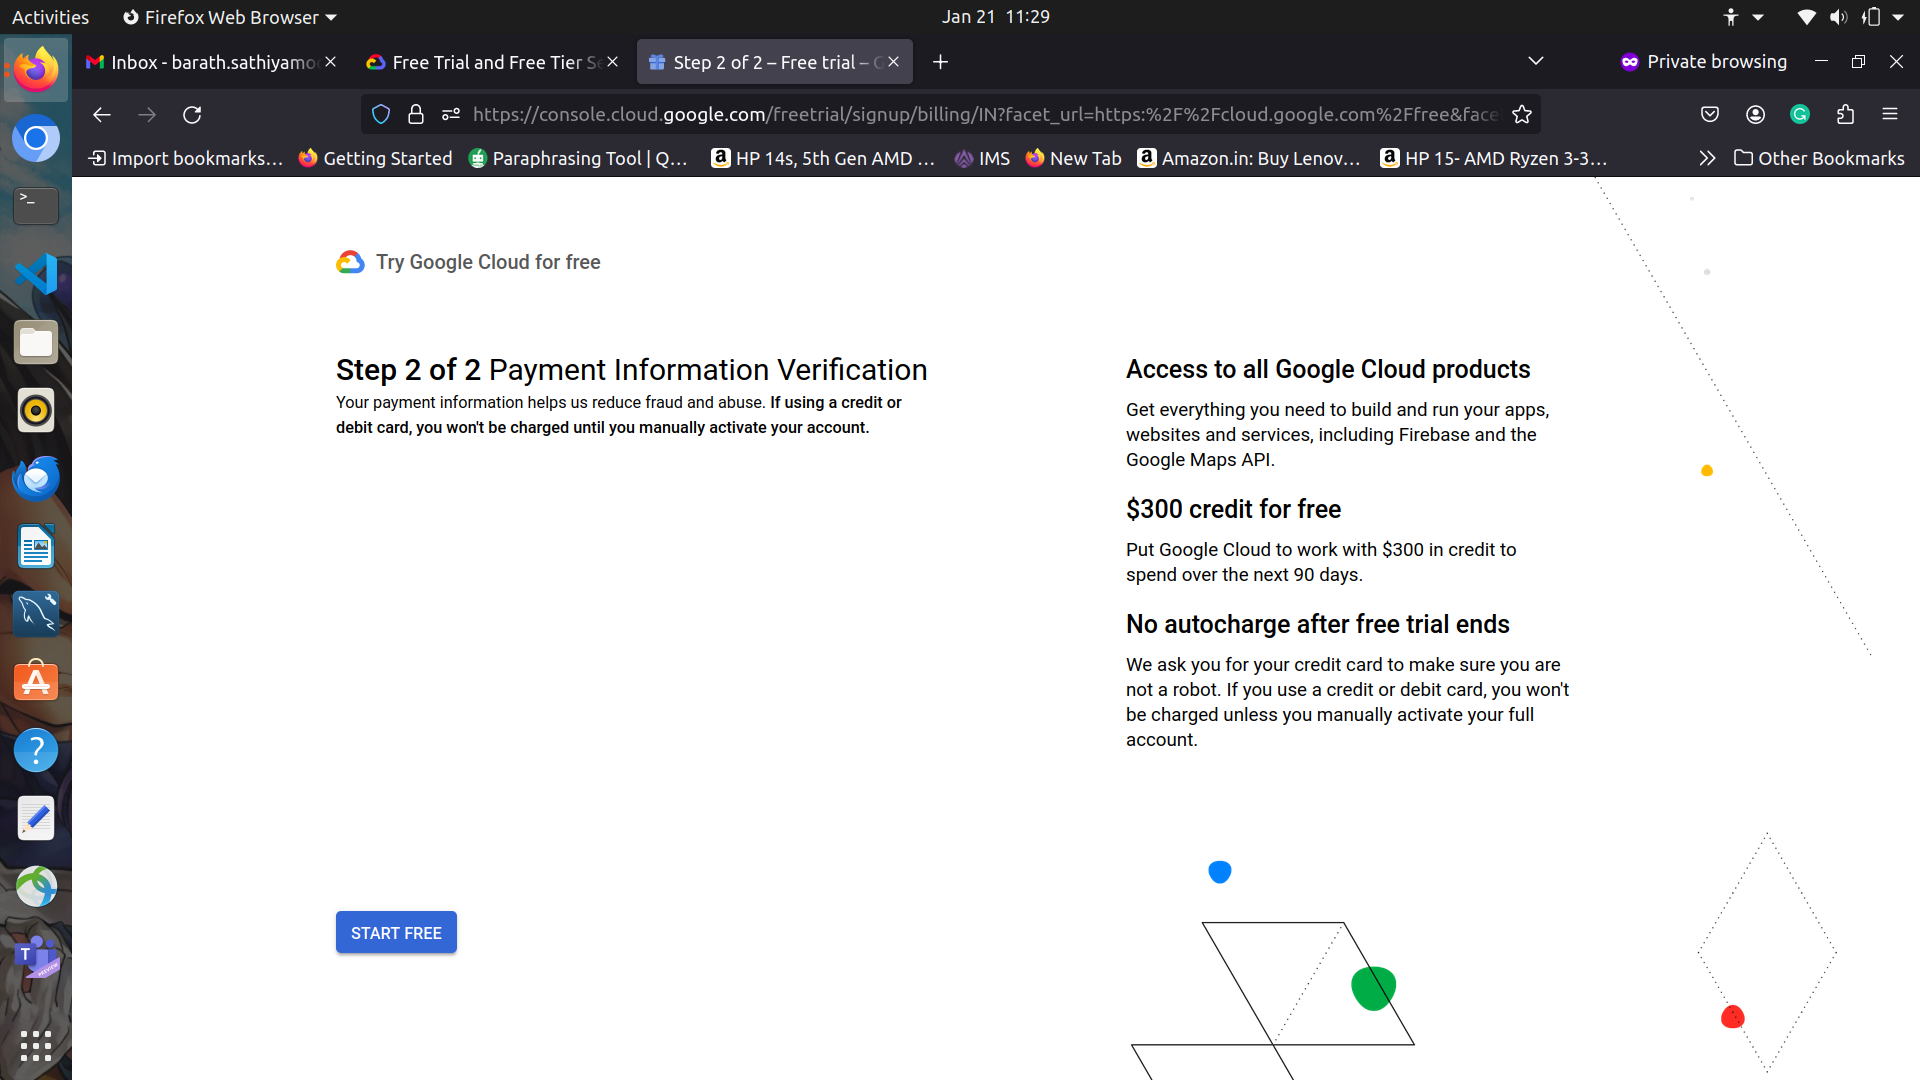 Activities
Firefox Web Browser
Jan 21 11:29
Inbox - barath.sathiyamo
Free Trial and Free Tier Se
Step 2 of 2 – Free trial –
Private browsing
https://console.cloud.google.com/freetrial/signup/billing/IN?facet_url=https:%2F%2Fcloud.google.com%2Ffree&face
Import bookmarks...
Getting Started
Paraphrasing Tool | Q...
HP 14s, 5th Gen AMD ...
IMS
New Tab
Amazon.in: Buy Lenov...
HP 15- AMD Ryzen 3-3...
Other Bookmarks
Try Google Cloud for free
Step 2 of 2 Payment Information Verification
Your payment information helps us reduce fraud and abuse. If using a credit or
debit card, you won't be charged until you manually activate your account.
START FREE
Access to all Google Cloud products
Get everything you need to build and run your apps,
websites and services, including Firebase and the
Google Maps API.
$300 credit for free
Put Google Cloud to work with $300 in credit to
spend over the next 90 days.
No autocharge after free trial ends
We ask you for your credit card to make sure you are
not a robot. If you use a credit or debit card, you won't
be charged unless you manually activate your full
account.